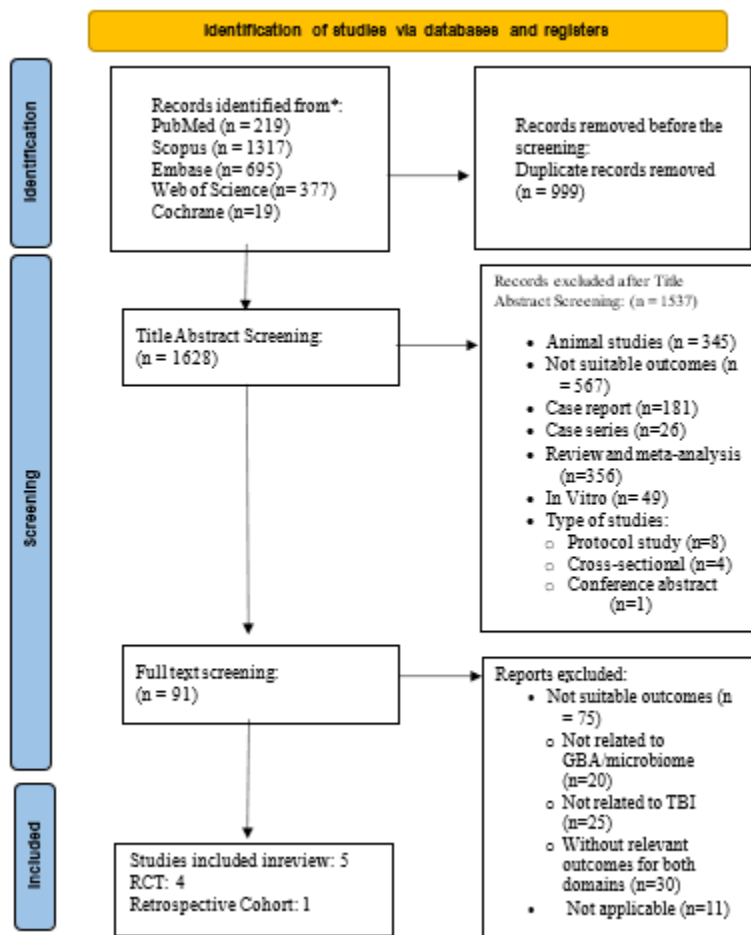 Identification of studies via databases and registers
Identification
Records identified from*:
PubMed (n = 219)
Scopus (n = 1317)
Embase (n = 695)
Web of Science (n= 377)
Cochrane (n=19)
Records removed before the
screening:
Duplicate records removed
(n = 999)
Screening
Title Abstract Screening:
(n = 1628)
Records excluded after Title
Abstract Screening: (n = 1537)
• Animal studies (n = 345)
• Not suitable outcomes (n
= 567)
• Case report (n=181)
• Case series (n=26)
• Review and meta-analysis
(n=356)
• In Vitro (n= 49)
• Type of studies:
o Protocol study (n=8)
o Cross-sectional (n=4)
o Conference abstract
(n=1)
Full text screening:
(n = 91)
Reports excluded:
• Not suitable outcomes (n
= 75)
o Not related to
GBA/microbiome
(n=20)
o Not related to TBI
(n=25)
o Without relevant
outcomes for both
domains (n=30)
• Not applicable (n=11)
Included
Studies included inreview: 5
RCT: 4
Retrospective Cohort: 1